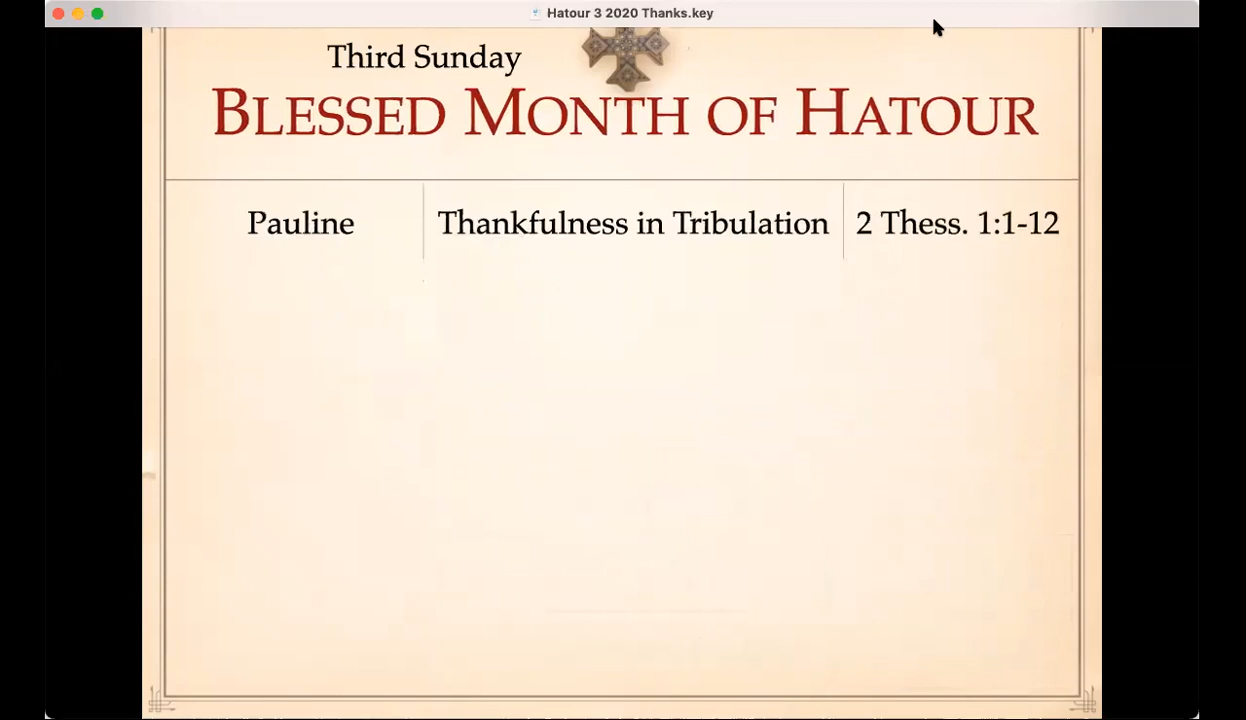 Hatour 3 2020 Thanks.key
Third Sunday
BLESSED MONTH OF HATOUR
Pauline Thankfulness in Tribulation 2 Thess. 1:1-12